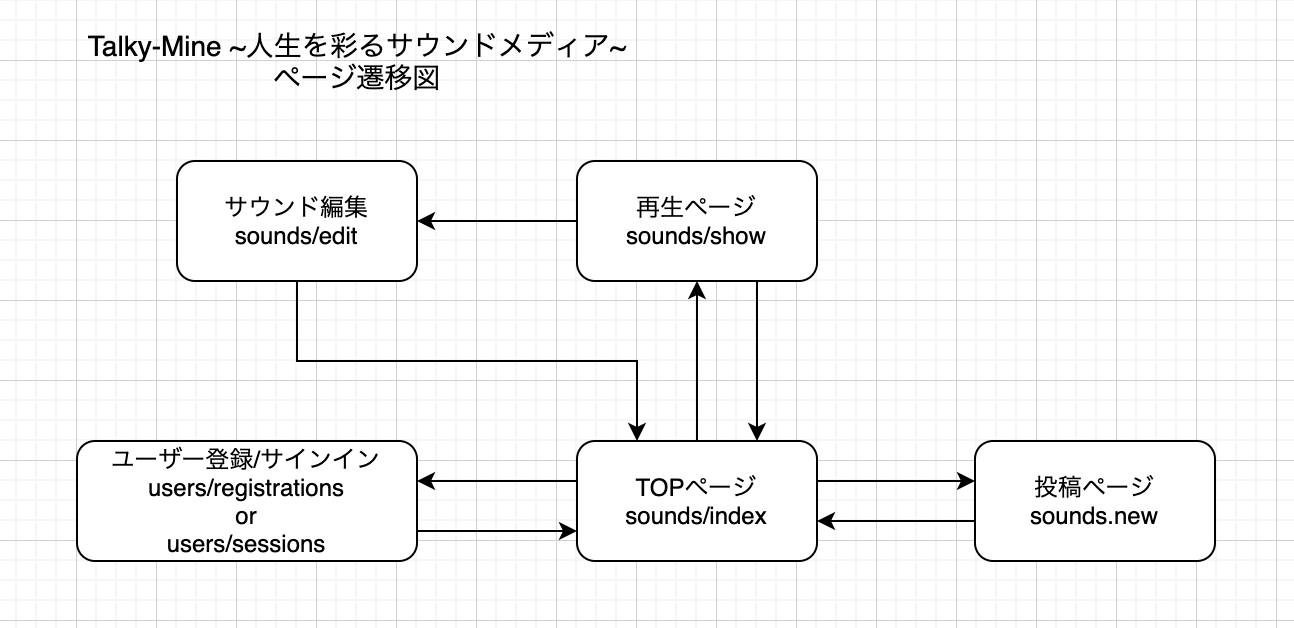 Talky-Mine ~人生を彩るサウンドメディア~
ページ遷移図
サウンド編集
sounds/edit
再生ページ
sounds/show
ユーザー登録/サインイン
users/registrations
or
users/sessions
TOPページ
sounds/index
投稿ページ
sounds.new